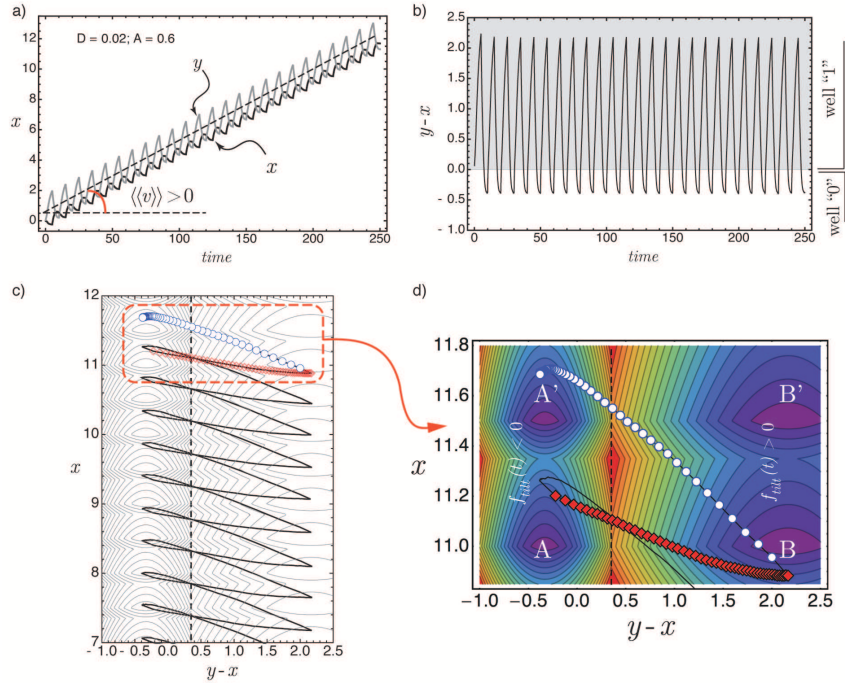 a)
D = 0.02; A = 0.6
12
10
8
6
4
2
0
x
y
x
⟨⟨v⟩⟩ > 0
0 50 100 150 200 250
time
b)
2.5
2.0
1.5
1.0
0.5
0.0
- 0.5
- 1.0
y - x
well "1"
well "0"
0 50 100 150 200 250
time
c)
12
11
10
9
8
7
x
- 1.0 - 0.5 0.0 0.5 1.0 1.5 2.0 2.5
y - x
d)
11.8
11.6
11.4
11.2
11.0
x
A'
B'
f tilt (t) < 0
f tilt (t) > 0
A
B
−1.0 −0.5 0.0 0.5 1.0 1.5 2.0 2.5
y - x